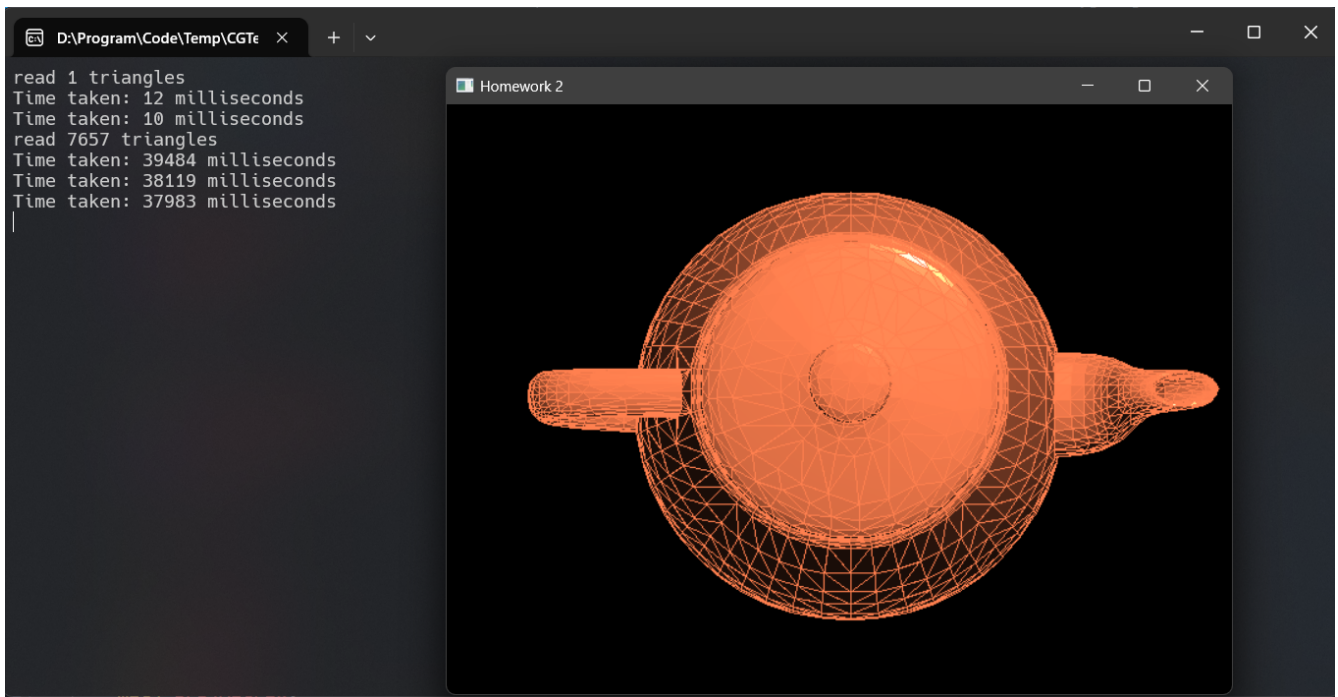 D:\Program\Code\Temp\CGTe
read 1 triangles
Time taken: 12 milliseconds
Time taken: 10 milliseconds
read 7657 triangles
Time taken: 39484 milliseconds
Time taken: 38119 milliseconds
Time taken: 37983 milliseconds
Homework 2